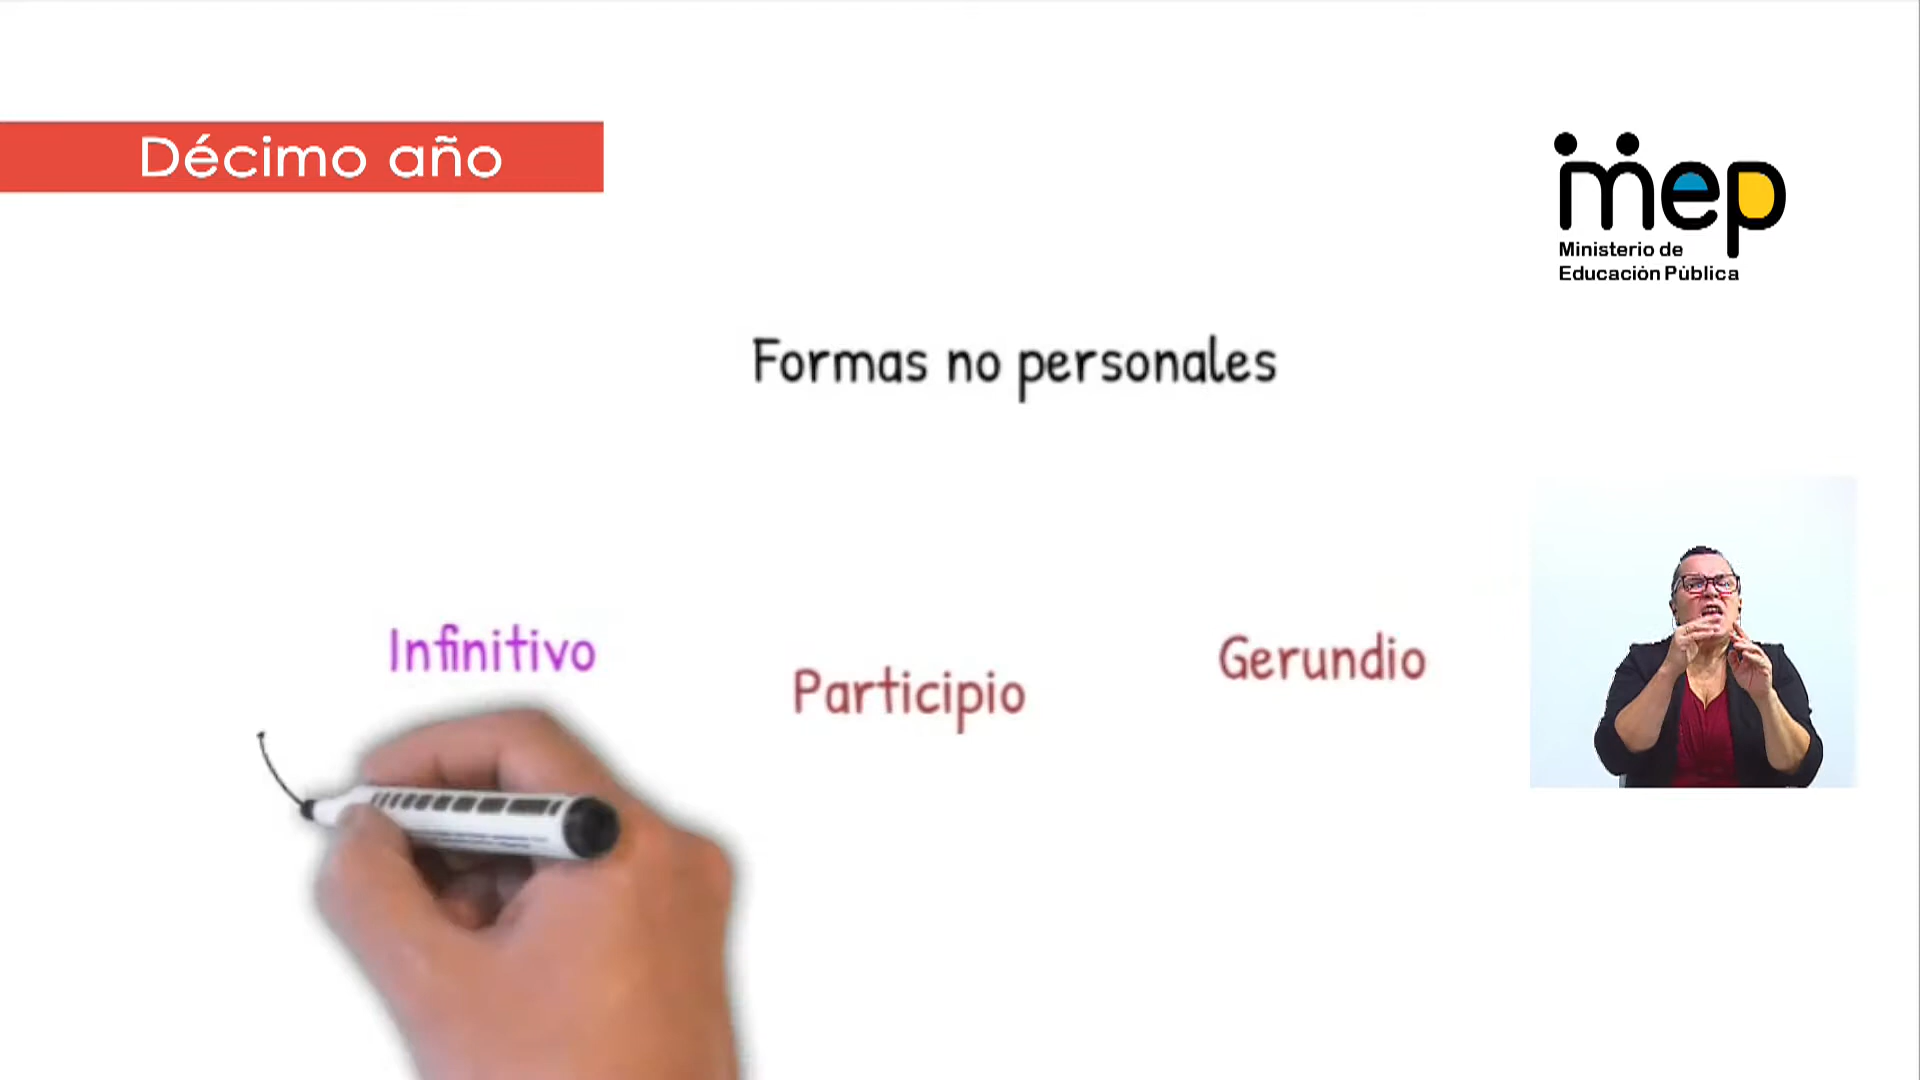 Décimo año
mep
Ministerio de
Educación Pública
Formas no personales
Infinitivo
Participio
Gerundio